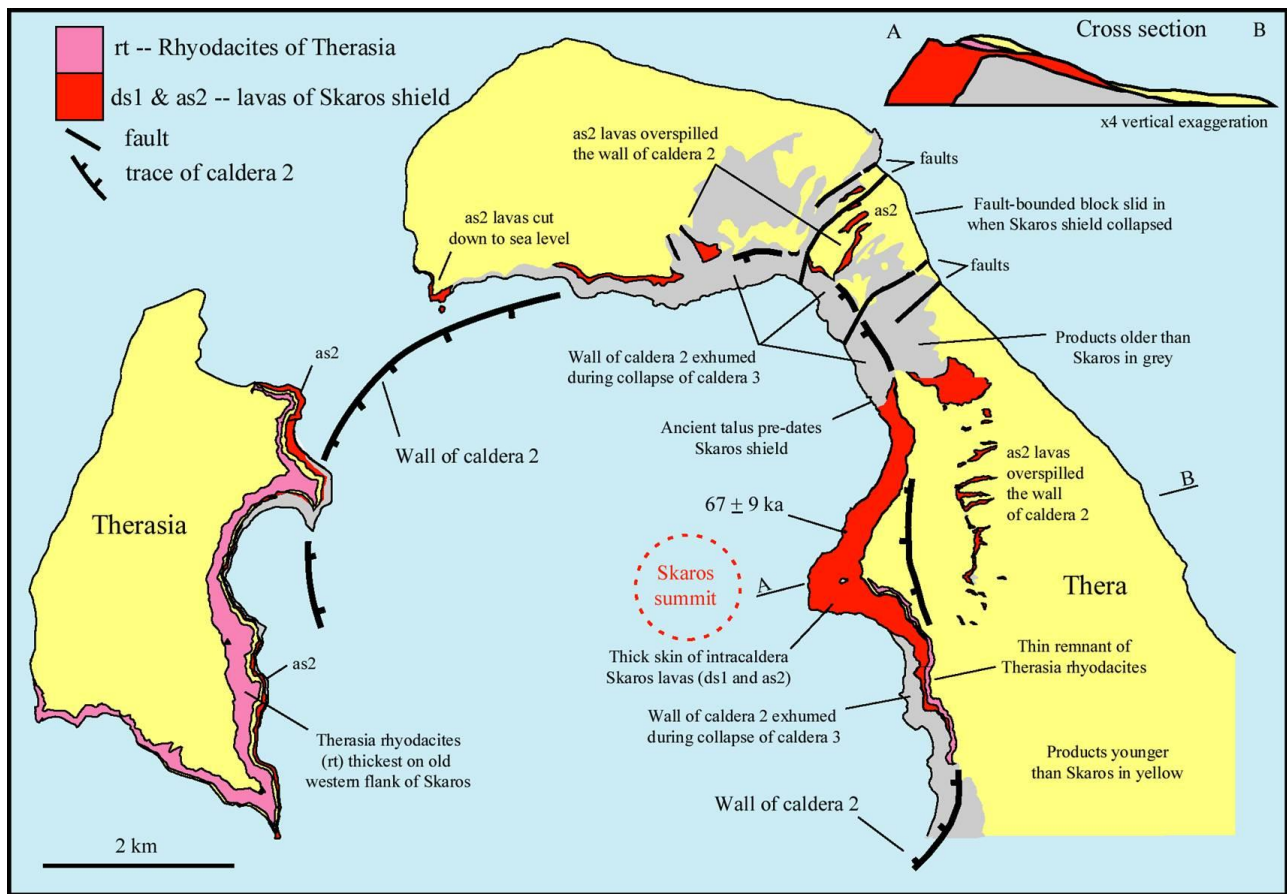 rt -- Rhyodacites of Therasia
ds1 & as2 -- lavas of Skaros shield
fault
trace of caldera 2
A
Cross section
B
x4 vertical exaggeration
as2 lavas overspilled
the wall of caldera 2
faults
as2
Fault-bounded block slid in
when Skaros shield collapsed
as2 lavas cut
down to sea level
faults
Products older than
Skaros in grey
Wall of caldera 2 exhumed
during collapse of caldera 3
as2
Ancient talus pre-dates
Skaros shield
Wall of caldera 2
as2 lavas
overspilled
the wall
of caldera 2
B
67 ± 9 ka
Therasia
Skaros
summit
A
Thera
Thick skin of intracaldera
Skaros lavas (ds1 and as2)
Thin remnant of
Therasia rhyodacites
as2
Wall of caldera 2 exhumed
during collapse of caldera 3
Therasia rhyodacites
(rt) thickest on old
western flank of Skaros
Products younger
than Skaros in yellow
Wall of caldera 2
2 km